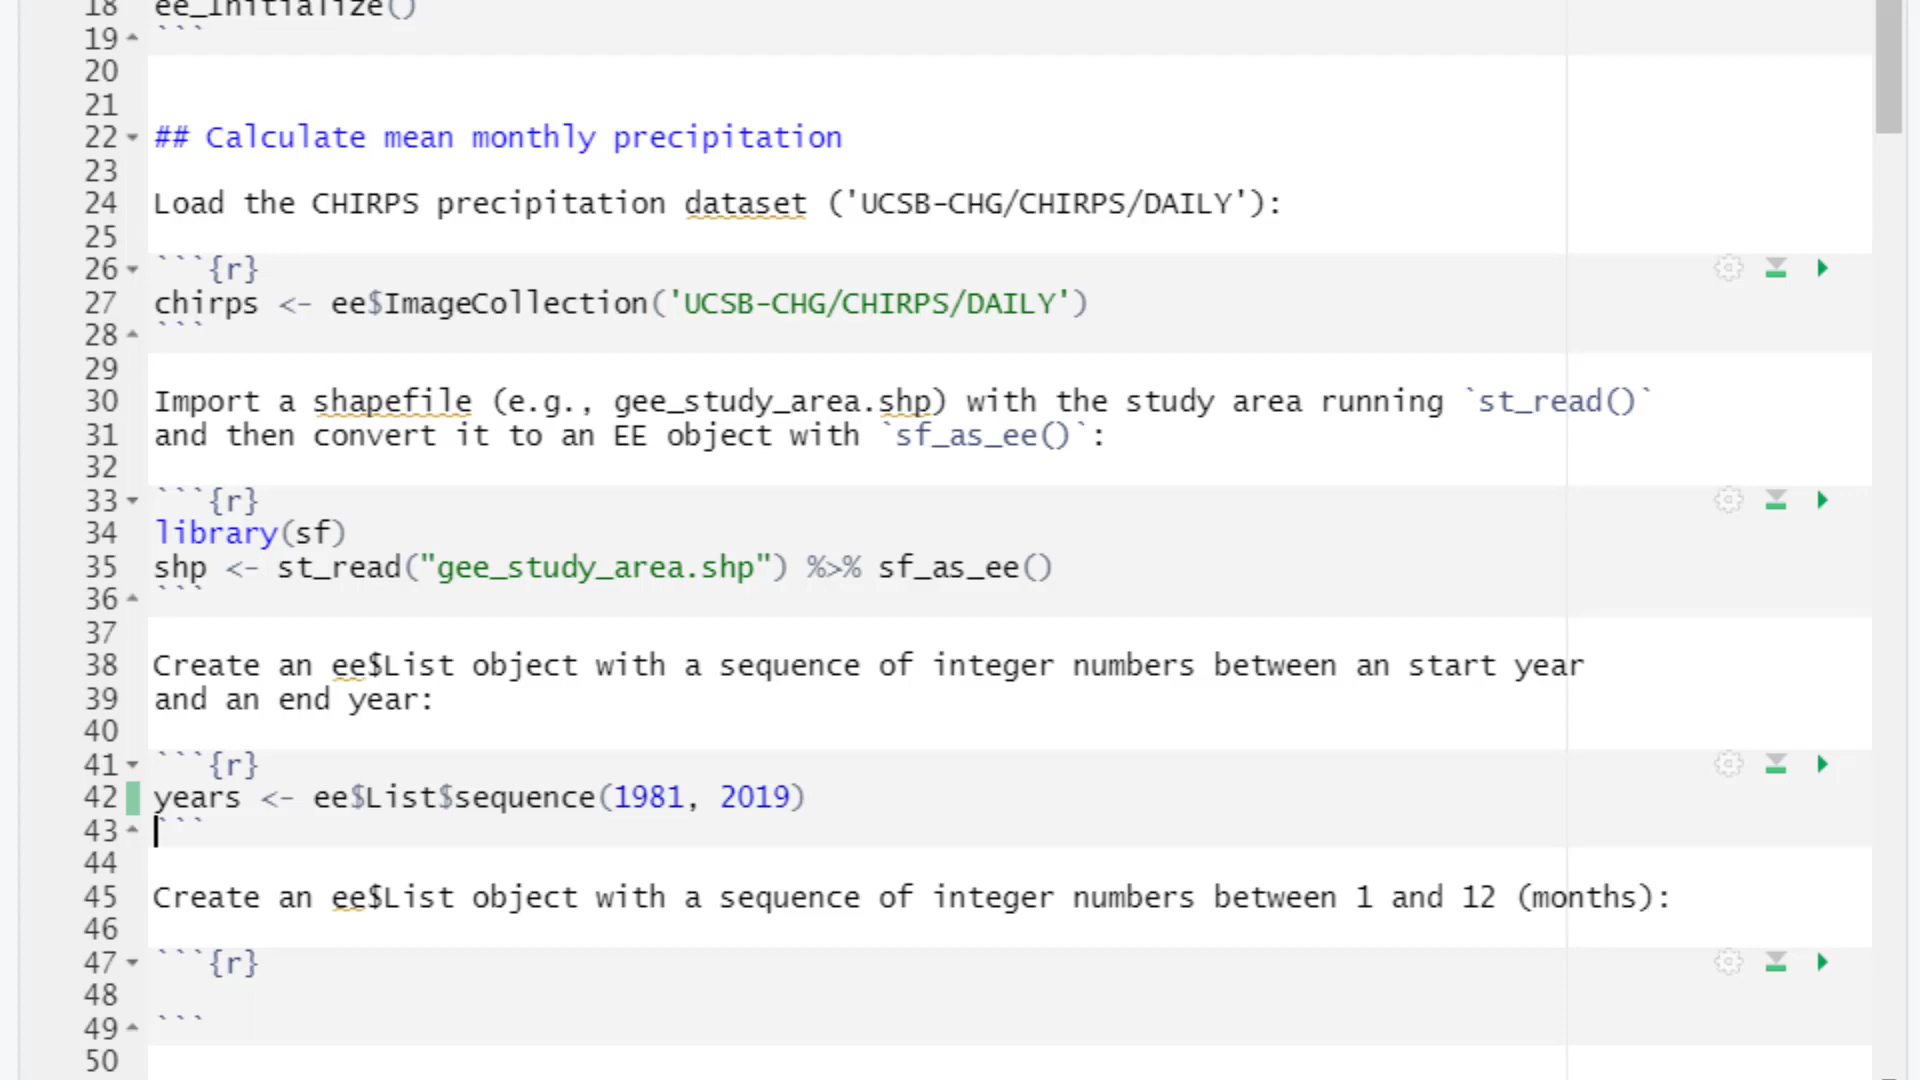 18 ee_Initialize()
19 ```
20
21
22 ## Calculate mean monthly precipitation
23
24 Load the CHIRPS precipitation dataset ('UCSB-CHG/CHIRPS/DAILY'):
25
26 ```{r}
27 chirps <- ee$ImageCollection('UCSB-CHG/CHIRPS/DAILY')
28 ```
29
30 Import a shapefile (e.g., gee_study_area.shp) with the study area running `st_read()`
31 and then convert it to an EE object with `sf_as_ee()`:
32
33 ```{r}
34 library(sf)
35 shp <- st_read("gee_study_area.shp") %>% sf_as_ee()
36 ```
37
38 Create an ee$List object with a sequence of integer numbers between an start year
39 and an end year:
40
41 ```{r}
42 years <- ee$List$sequence(1981, 2019)
43 ```
44
45 Create an ee$List object with a sequence of integer numbers between 1 and 12 (months):
46
47 ```{r}
48
49 ```
50